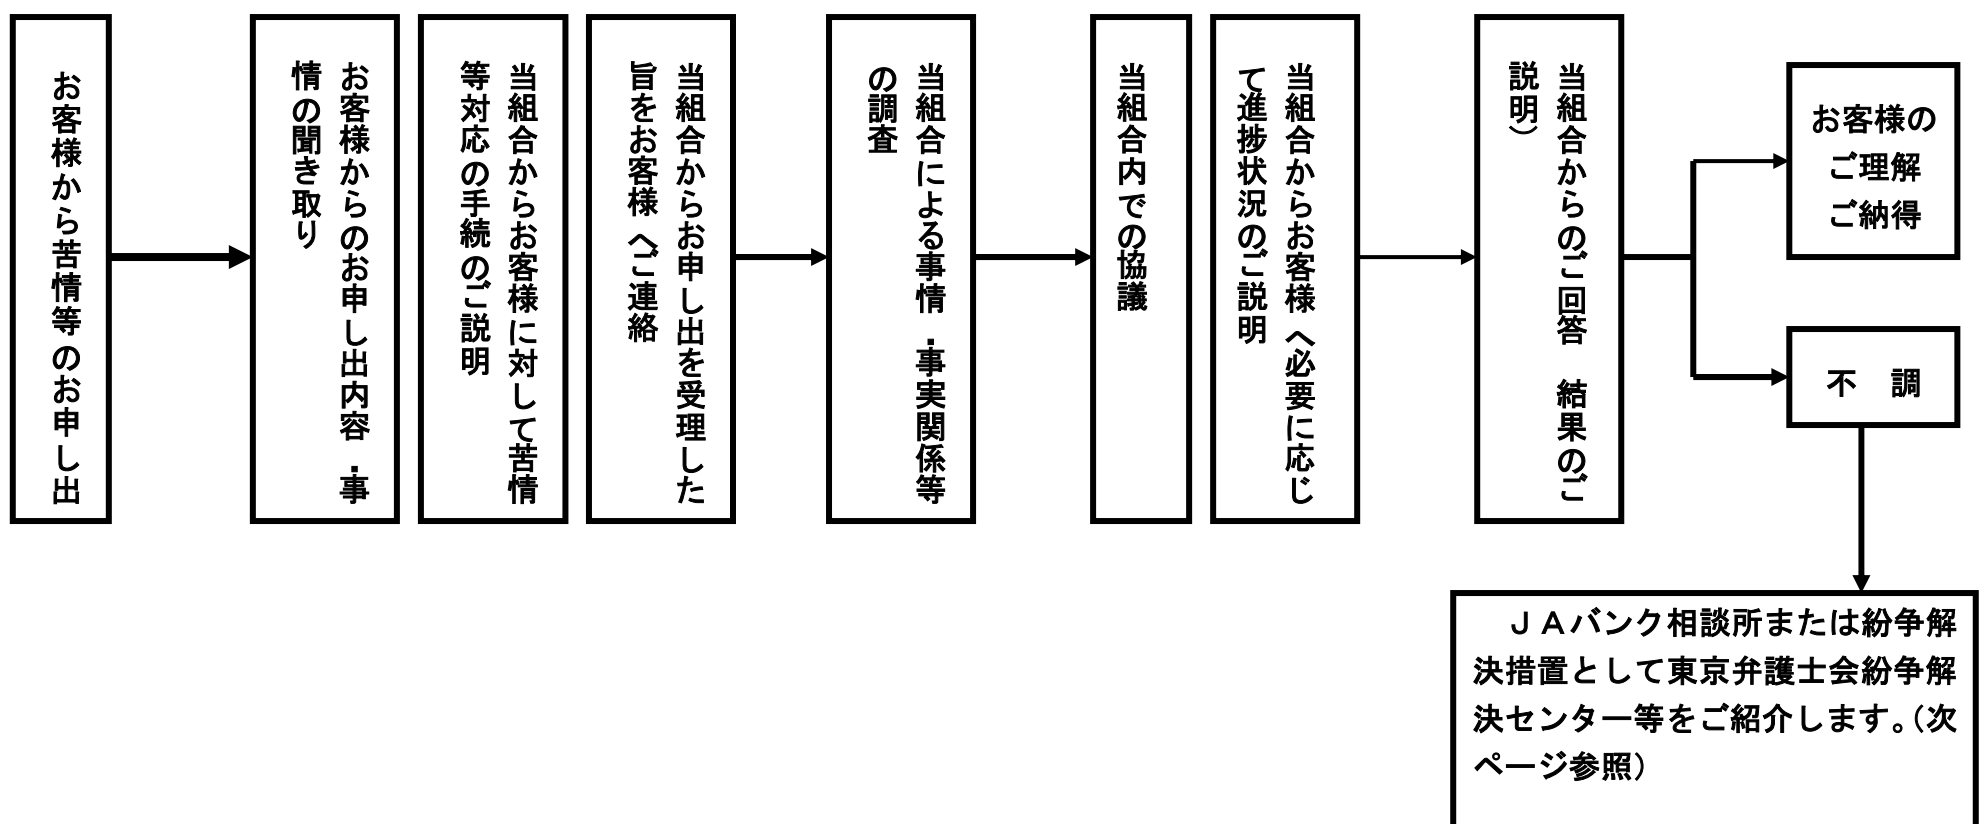 お客様から苦情等のお申し出
お客様からのお申し出内容・事
情の聞き取り
当組合からお客様に対して苦情
等対応の手続のご説明
当組合からお申し出を受理した
旨をお客様へご連絡
当組合による事情・事実関係等
の調査
当組合内での協議
当組合からお客様へ必要に応じ
て進捗状況のご説明
当組合からのご回答 結果のご
説明)
お客様の
ご理解
ご納得
不 調
JAバンク相談所または紛争解
決措置として東京弁護士会紛争解
決センター等をご紹介します。(次
ページ参照)